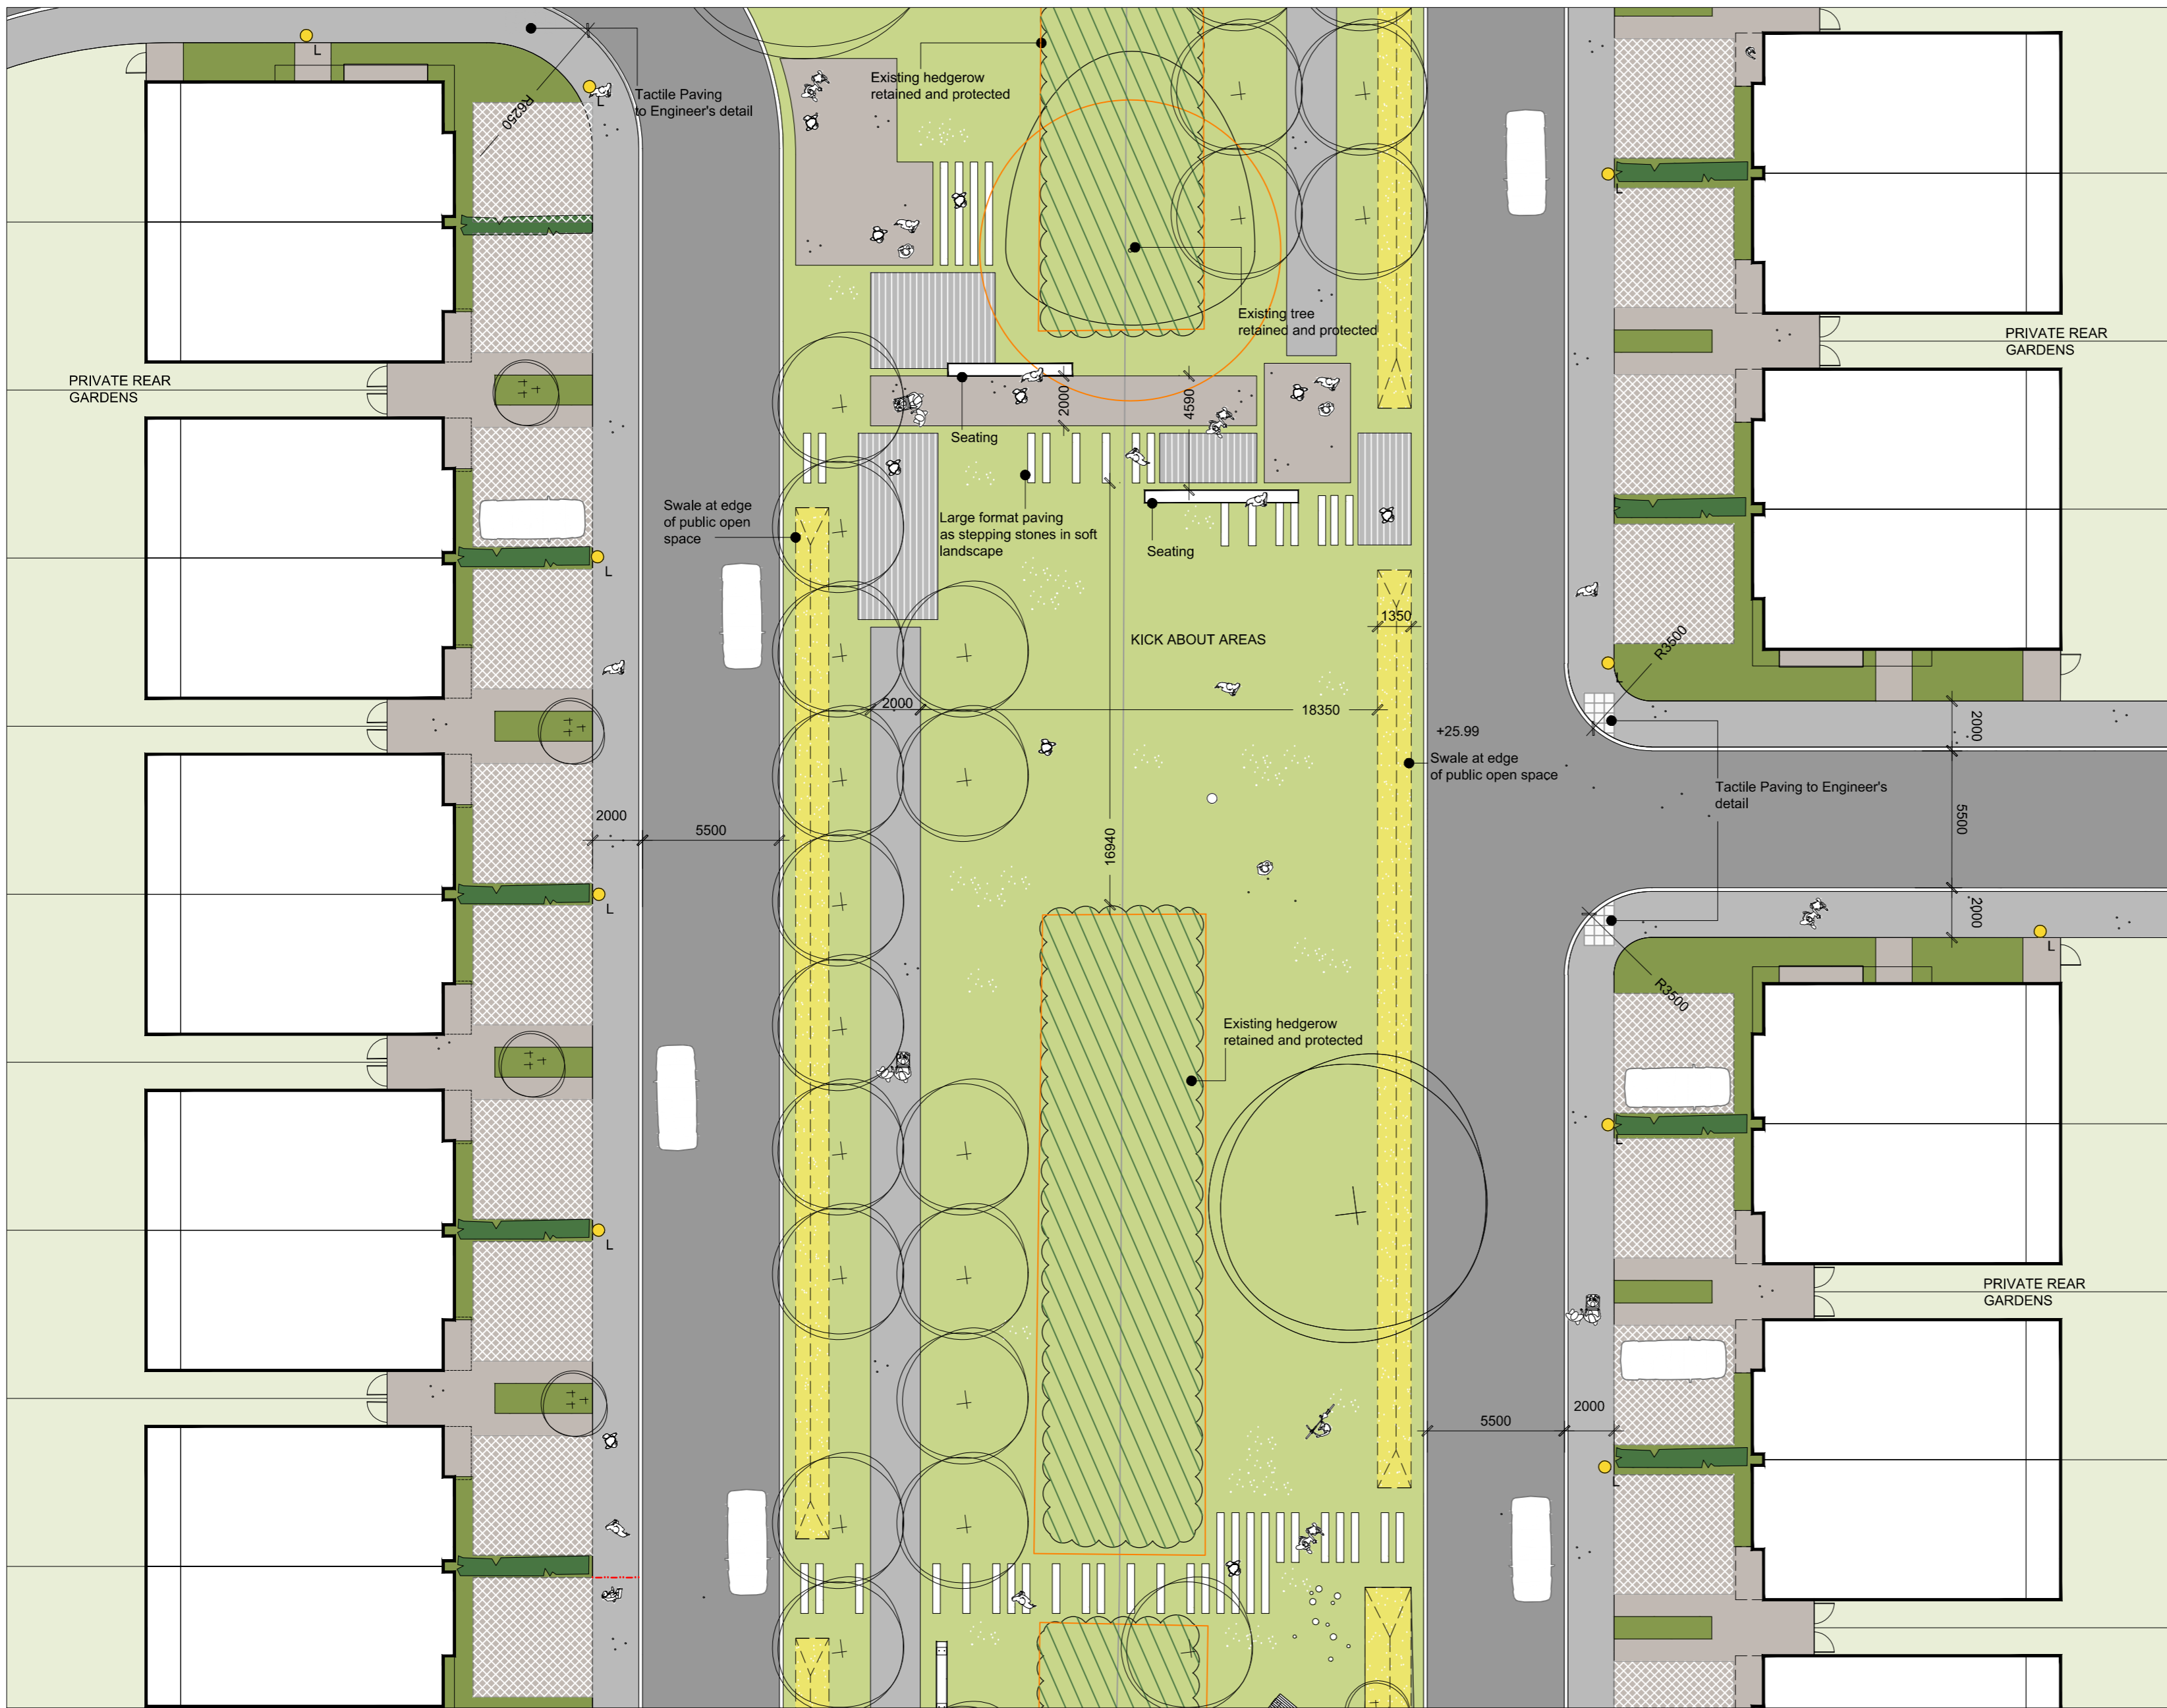 L
Existing hedgerow
retained and protected
Tactile Paving
to Engineer's detail
L
R6250
L
Existing tree
retained and protected
PRIVATE REAR
GARDENS
PRIVATE REAR
GARDENS
2000
4590
Seating
Swale at edge
of public open
space
Large format paving
as stepping stones in soft
landscape
Seating
L
1350
KICK ABOUT AREAS
R3500
L
2000
18350
2000
+25.99
Swale at edge
of public open space
Tactile Paving to Engineer's
detail
2000
5500
16940
5500
L
2000
L
R3500
Existing hedgerow
retained and protected
L
L
PRIVATE REAR
GARDENS
5500
2000
L